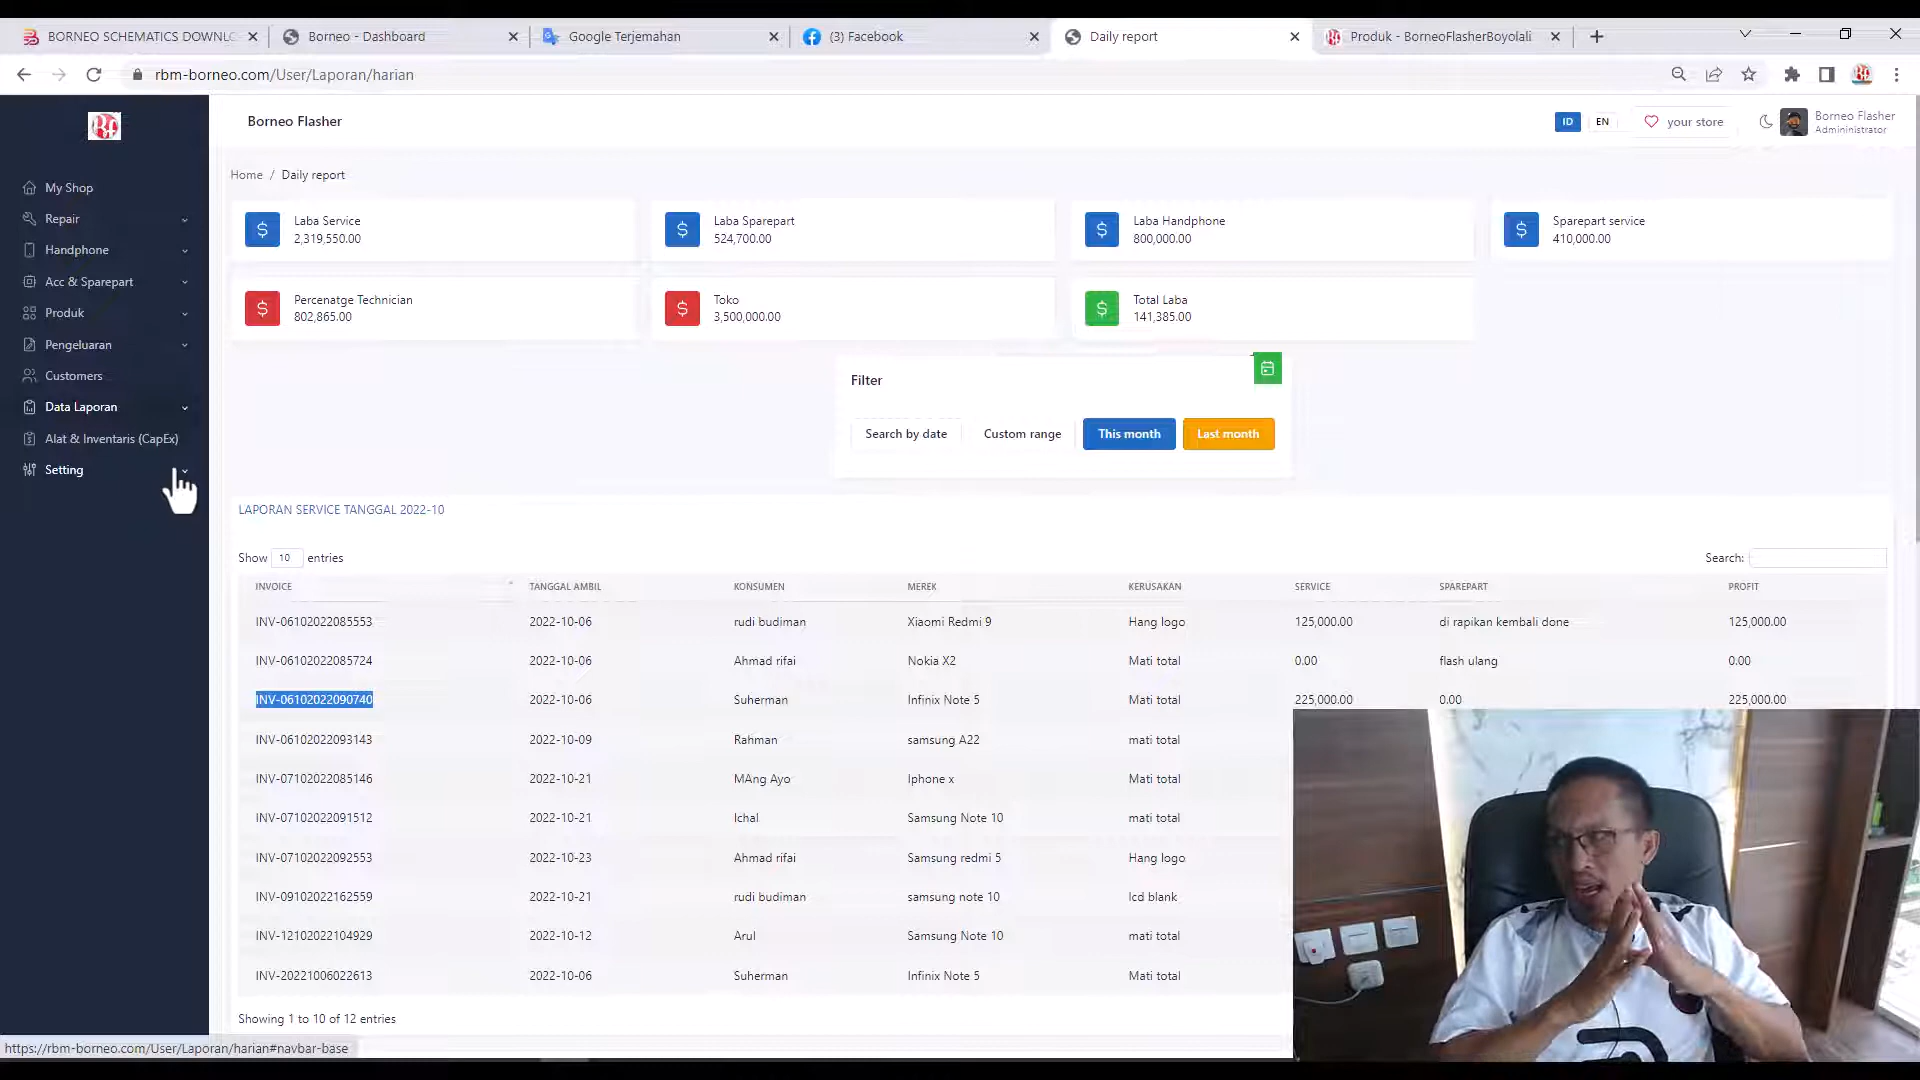 BORNEO SCHEMATICS DOWNLO
Borneo - Dashboard
Google Terjemahan
(3) Facebook
Daily report
Produk - BorneoFlasherBoyolali
rbm-borneo.com/User/Laporan/harian
Borneo Flasher
ID
EN
your store
Borneo Flasher
Admininistrator
My Shop
Repair
Handphone
Acc & Sparepart
Produk
Pengeluaran
Customers
Data Laporan
Alat & Inventaris (CapEx)
Setting
Home / Daily report
Laba Service
2,319,550.00
Laba Sparepart
524,700.00
Laba Handphone
800,000.00
Sparepart service
410,000.00
Percenatge Technician
802,865.00
Toko
3,500,000.00
Total Laba
141,385.00
Filter
Search by date
Custom range
This month
Last month
LAPORAN SERVICE TANGGAL 2022-10
Show 10 entries
Search:
INVOICE TANGGAL AMBIL KONSUMEN MEREK KERUSAKAN SERVICE SPAREPART PROFIT
INV-06102022085553 2022-10-06 rudi budiman Xiaomi Redmi 9 Hang logo 125,000.00 di rapikan kembali done 125,000.00
INV-06102022085724 2022-10-06 Ahmad rifai Nokia X2 Mati total 0.00 flash ulang 0.00
INV-06102022090740 2022-10-06 Suherman Infinix Note 5 Mati total 225,000.00 0.00 225,000.00
INV-06102022093143 2022-10-09 Rahman samsung A22 mati total
INV-07102022085146 2022-10-21 MAng Ayo Iphone x Mati total
INV-07102022091512 2022-10-21 Ichal Samsung Note 10 mati total
INV-07102022092553 2022-10-23 Ahmad rifai Samsung redmi 5 Hang logo
INV-09102022162559 2022-10-21 rudi budiman samsung note 10 lcd blank
INV-12102022104929 2022-10-12 Arul Samsung Note 10 mati total
INV-20221006022613 2022-10-06 Suherman Infinix Note 5 Mati total
Showing 1 to 10 of 12 entries
https://rbm-borneo.com/User/Laporan/harian#navbar-base